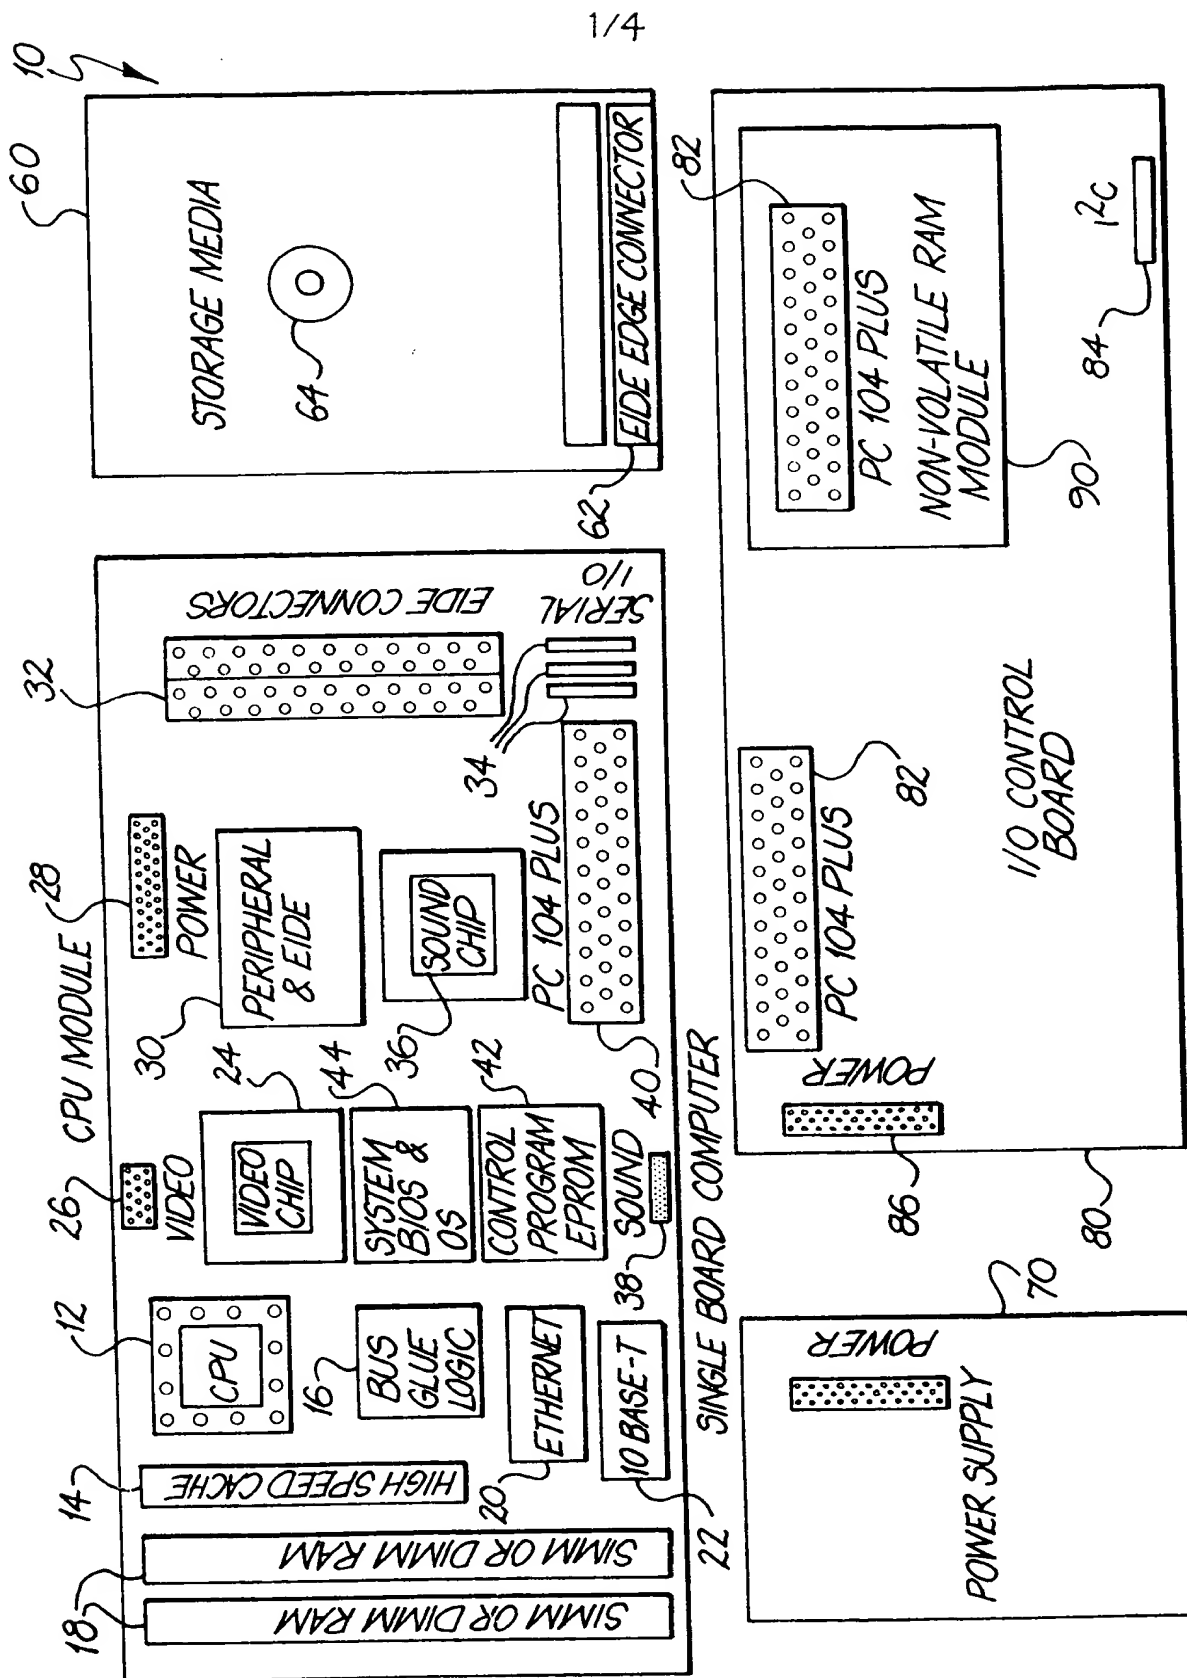 1/4
10
60
STORAGE MEDIA
64
EIDE EDGE CONNECTOR
62
CPU MODULE
18
SIMM OR DIMM RAM
SIMM OR DIMM RAM
14
HIGH SPEED CACHE
12
CPU
16
BUS
GLUE
LOGIC
20
ETHERNET
10 BASE-T
22
26
VIDEO
VIDEO
CHIP
24
SYSTEM
BIOS &
OS
44
CONTROL
PROGRAM
EPROM
42
SOUND
38
28
POWER
30
PERIPHERAL
& EIDE
SOUND
CHIP
36
PC 104 PLUS
40
32
EIDE CONNECTORS
34
SERIAL
I/O
SINGLE BOARD COMPUTER
POWER
70
POWER SUPPLY
POWER
86
80
PC 104 PLUS
82
I/O CONTROL
BOARD
82
PC 104 PLUS
NON-VOLATILE RAM
MODULE
90
84
I²C